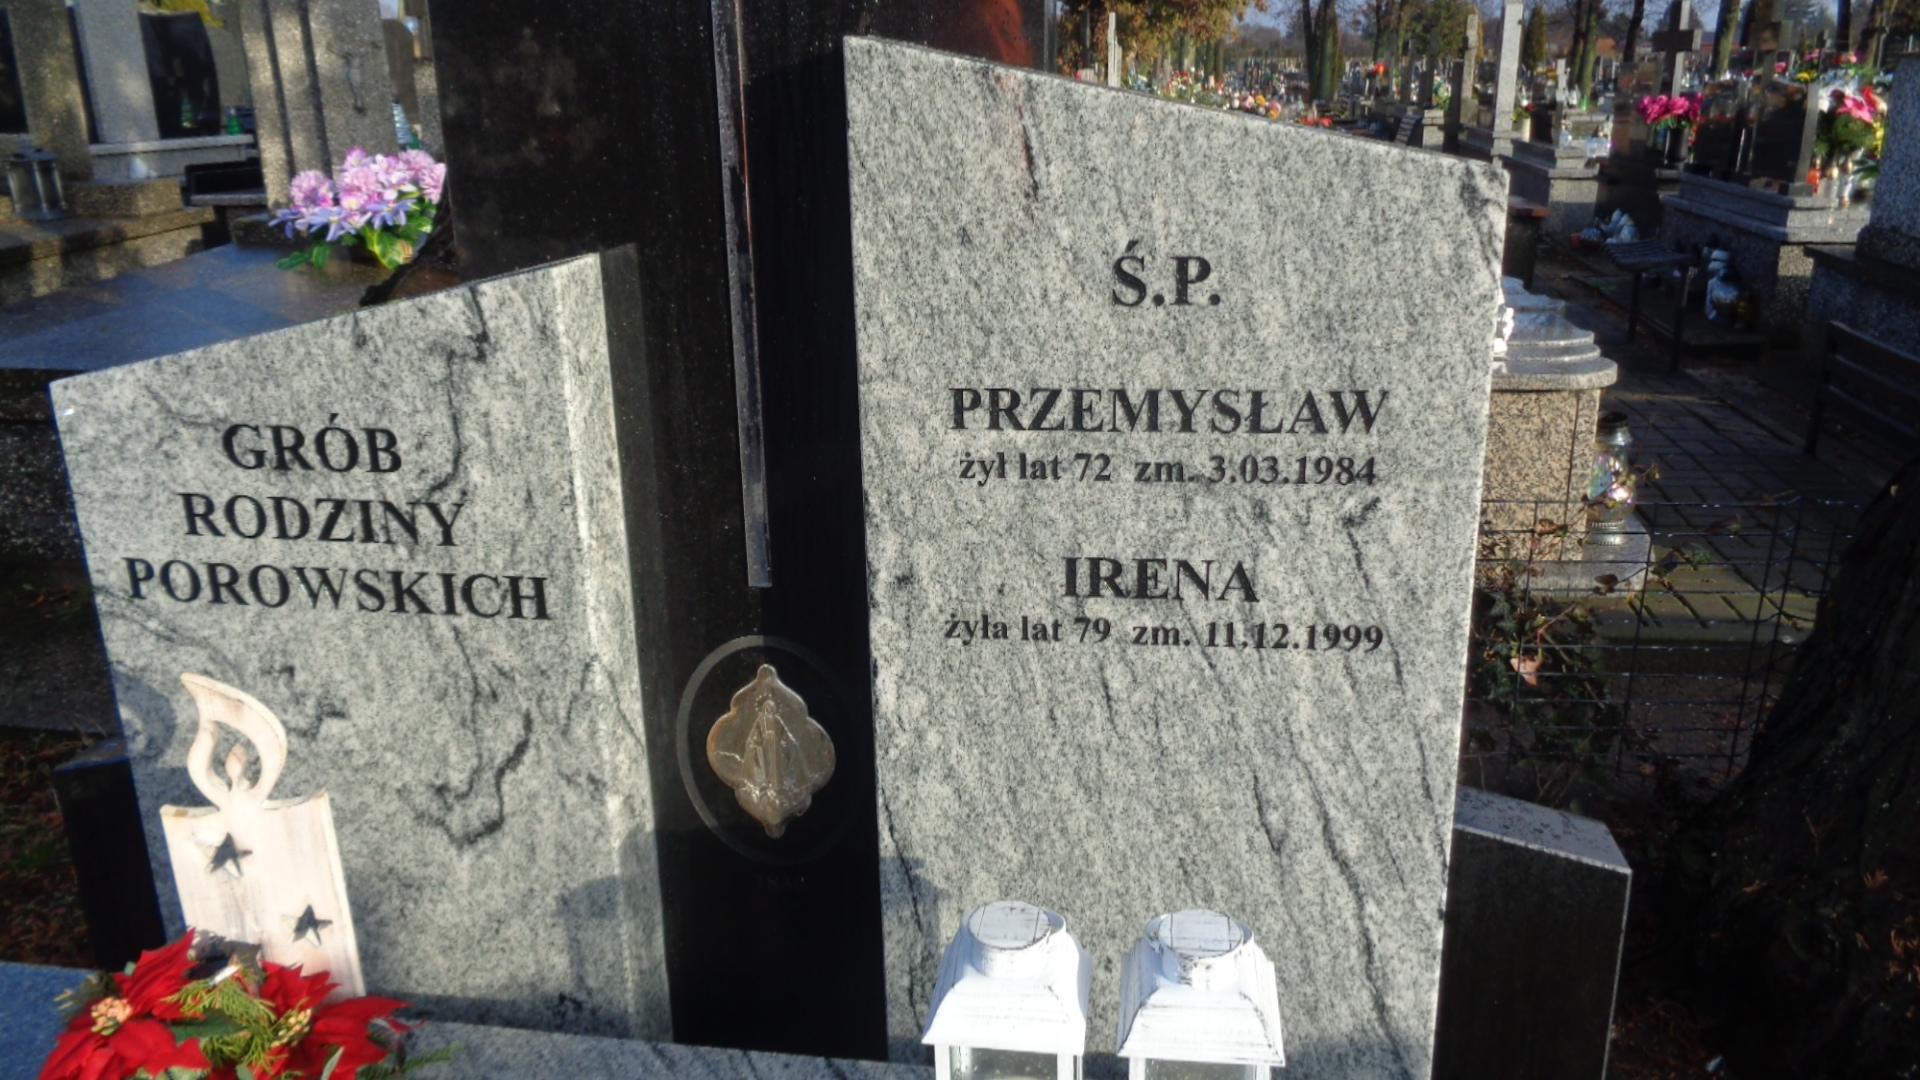 GRÓB
RODZINY
POROWSKICH
Ś.P.
PRZEMYSŁAW
żył lat 72 zm. 3.03.1984
IRENA
żyła lat 79 zm. 11.12.1999